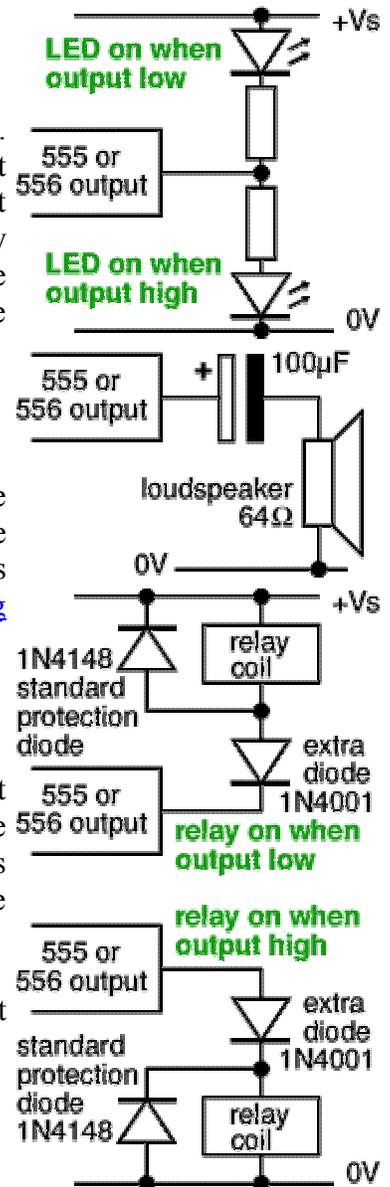 +Vs
LED on when
output low
555 or
556 output
LED on when
output high
0V
555 or
556 output
+
100µF
loudspeaker
64Ω
0V
+Vs
1N4148
standard
protection
diode
relay
coil
extra
diode
1N4001
555 or
556 output
relay on when
output low
relay on when
output high
555 or
556 output
extra
diode
1N4001
standard
protection
diode
1N4148
relay
coil
0V